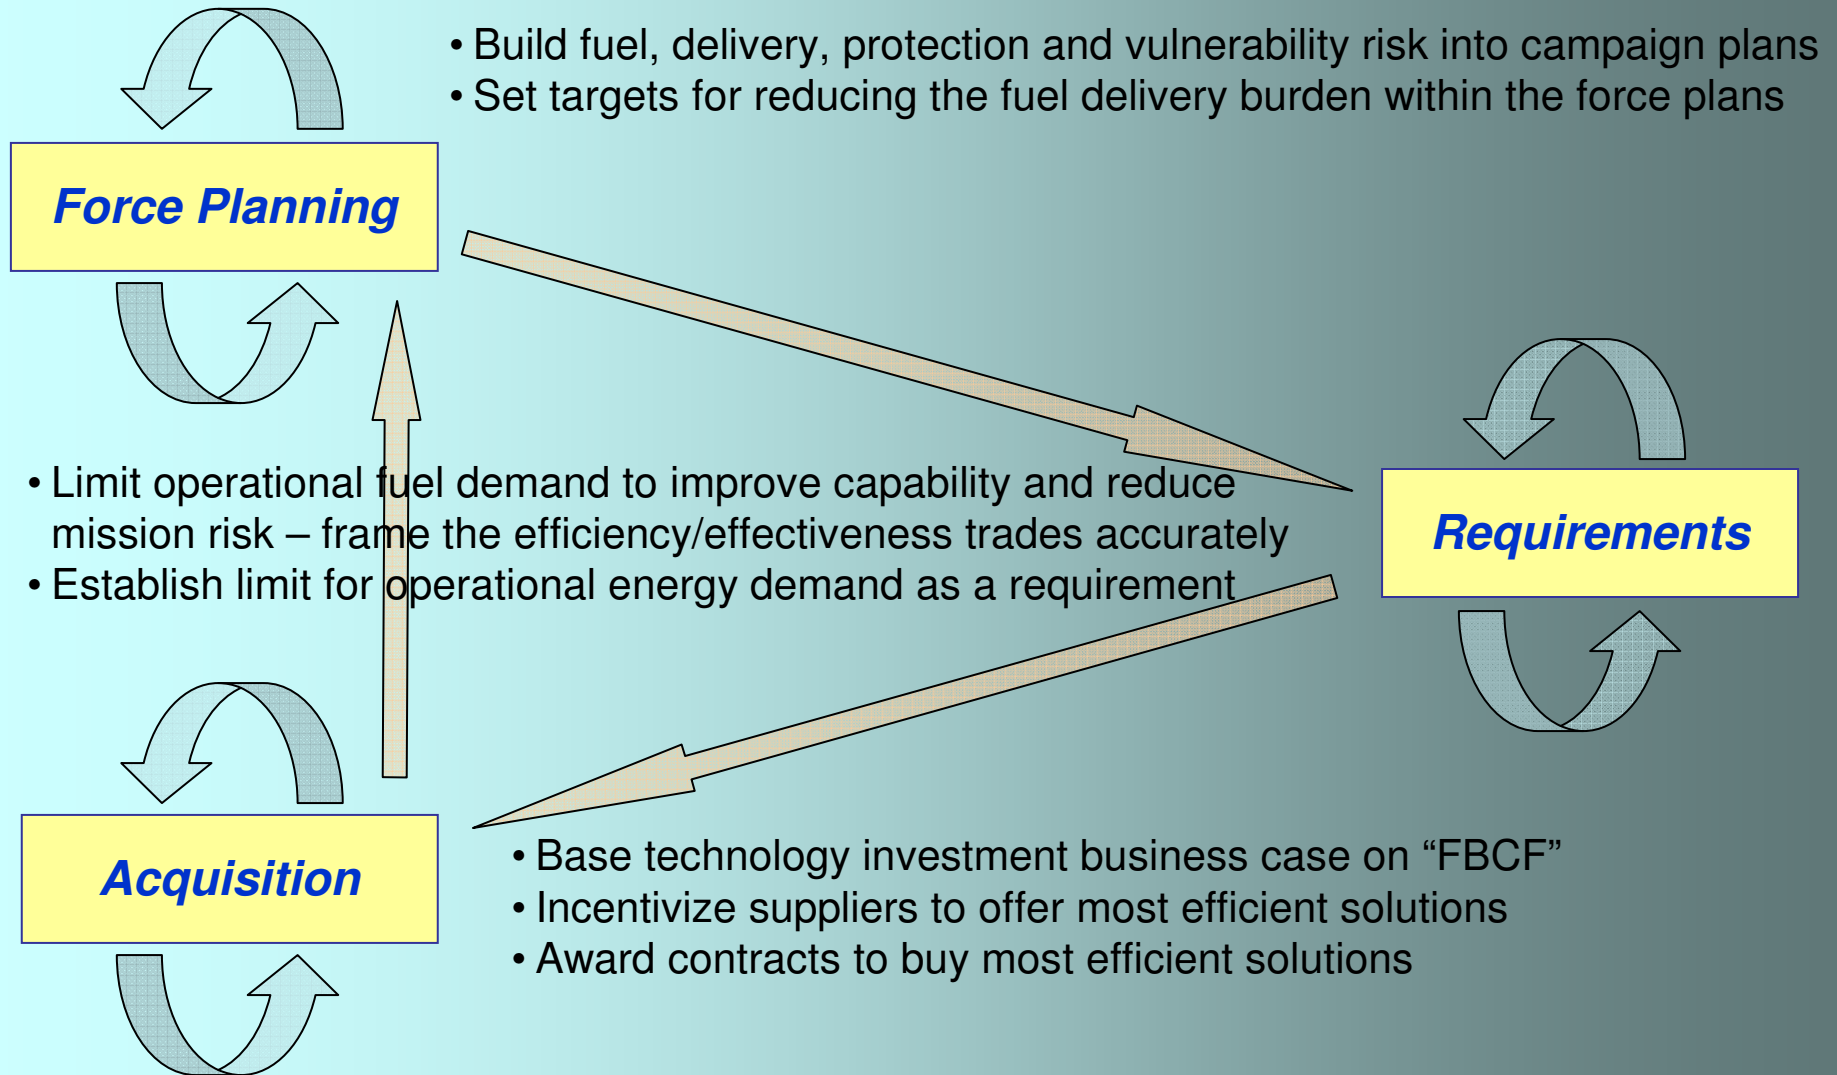 • Build fuel, delivery, protection and vulnerability risk into campaign plans
• Set targets for reducing the fuel delivery burden within the force plans
Force Planning
• Limit operational fuel demand to improve capability and reduce
mission risk – frame the efficiency/effectiveness trades accurately
• Establish limit for operational energy demand as a requirement
Requirements
Acquisition
• Base technology investment business case on “FBCF”
• Incentivize suppliers to offer most efficient solutions
• Award contracts to buy most efficient solutions